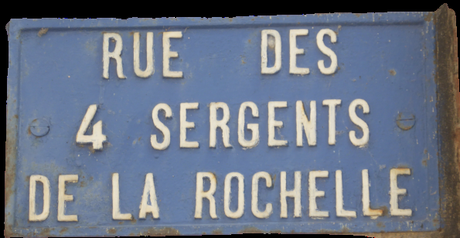 RUE DES
4 SERGENTS
DE LA ROCHELLE